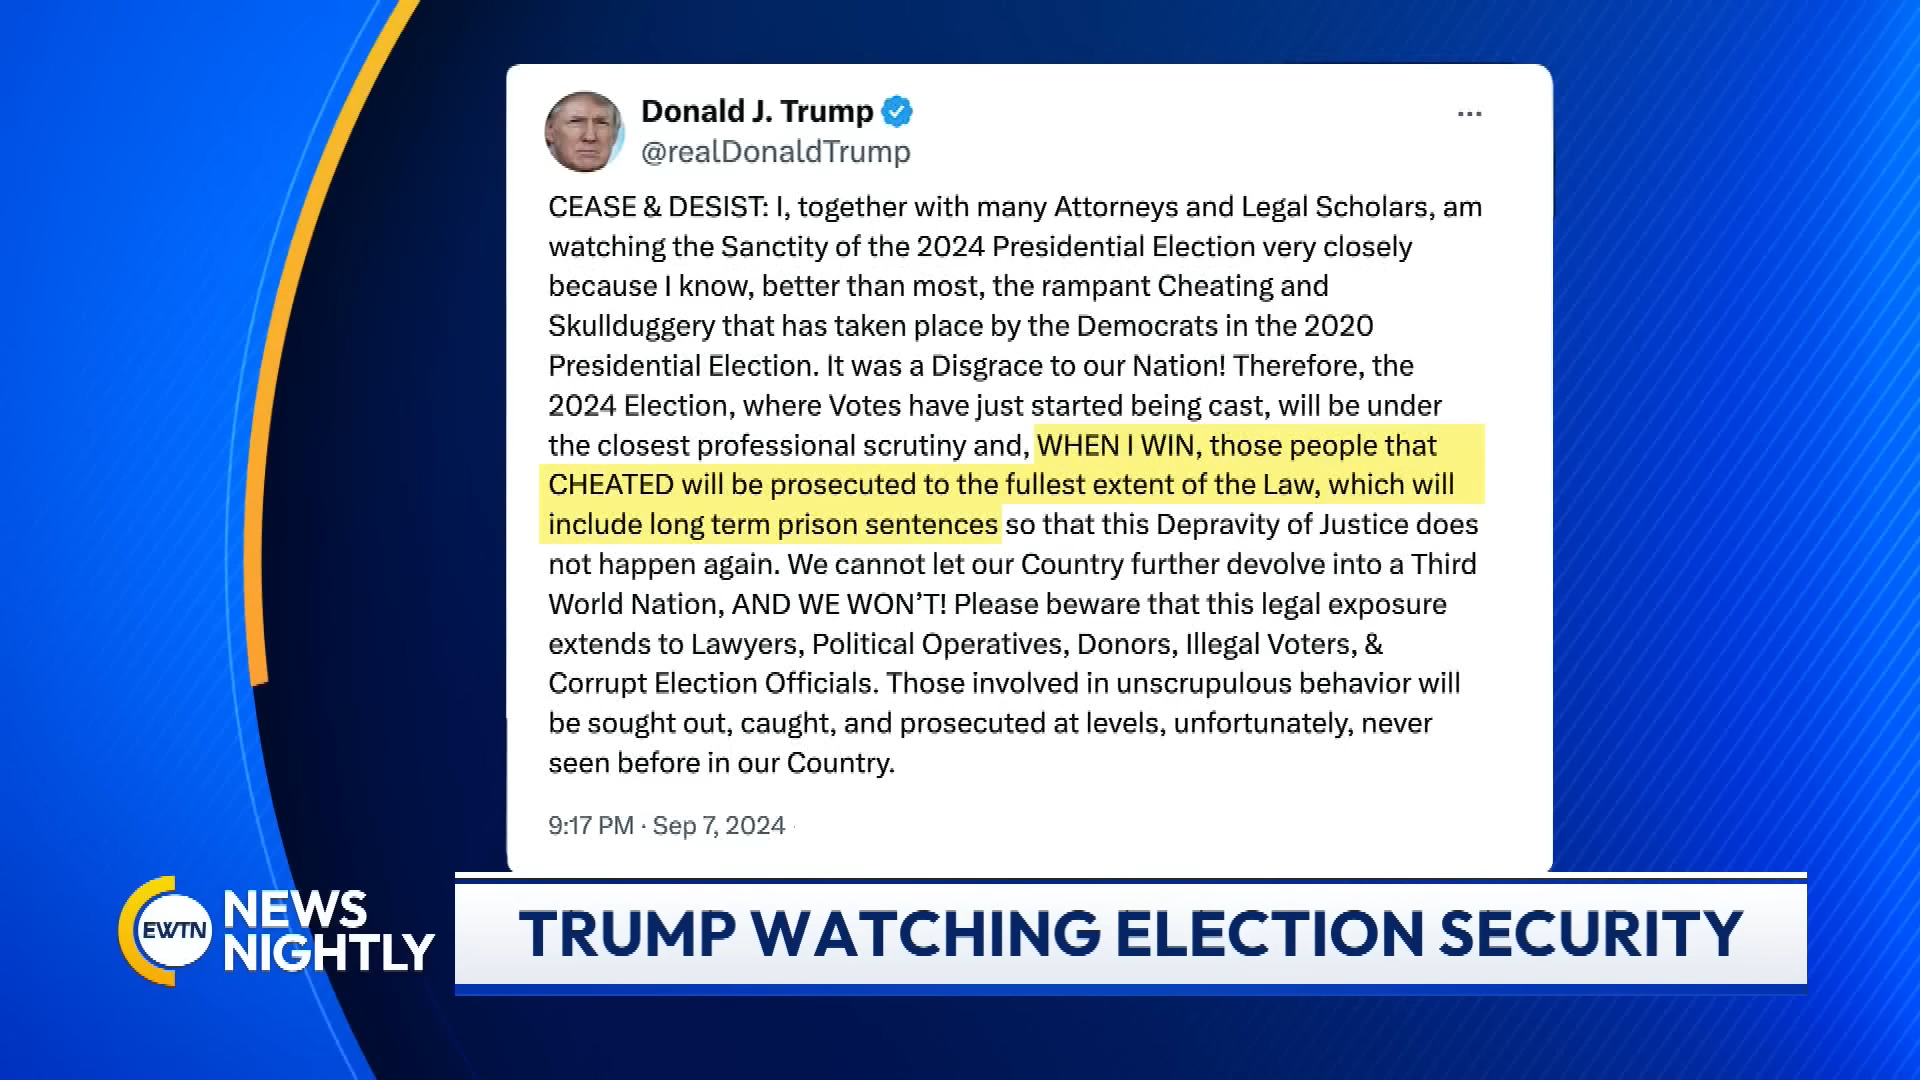 Donald J. Trump
@realDonaldTrump
CEASE & DESIST: I, together with many Attorneys and Legal Scholars, am
watching the Sanctity of the 2024 Presidential Election very closely
because I know, better than most, the rampant Cheating and
Skullduggery that has taken place by the Democrats in the 2020
Presidential Election. It was a Disgrace to our Nation! Therefore, the
2024 Election, where Votes have just started being cast, will be under
the closest professional scrutiny and, WHEN I WIN, those people that
CHEATED will be prosecuted to the fullest extent of the Law, which will
include long term prison sentences so that this Depravity of Justice does
not happen again. We cannot let our Country further devolve into a Third
World Nation, AND WE WON’T! Please beware that this legal exposure
extends to Lawyers, Political Operatives, Donors, Illegal Voters, &
Corrupt Election Officials. Those involved in unscrupulous behavior will
be sought out, caught, and prosecuted at levels, unfortunately, never
seen before in our Country.
9:17 PM · Sep 7, 2024 ·
EWTN
NEWS
NIGHTLY
TRUMP WATCHING ELECTION SECURITY